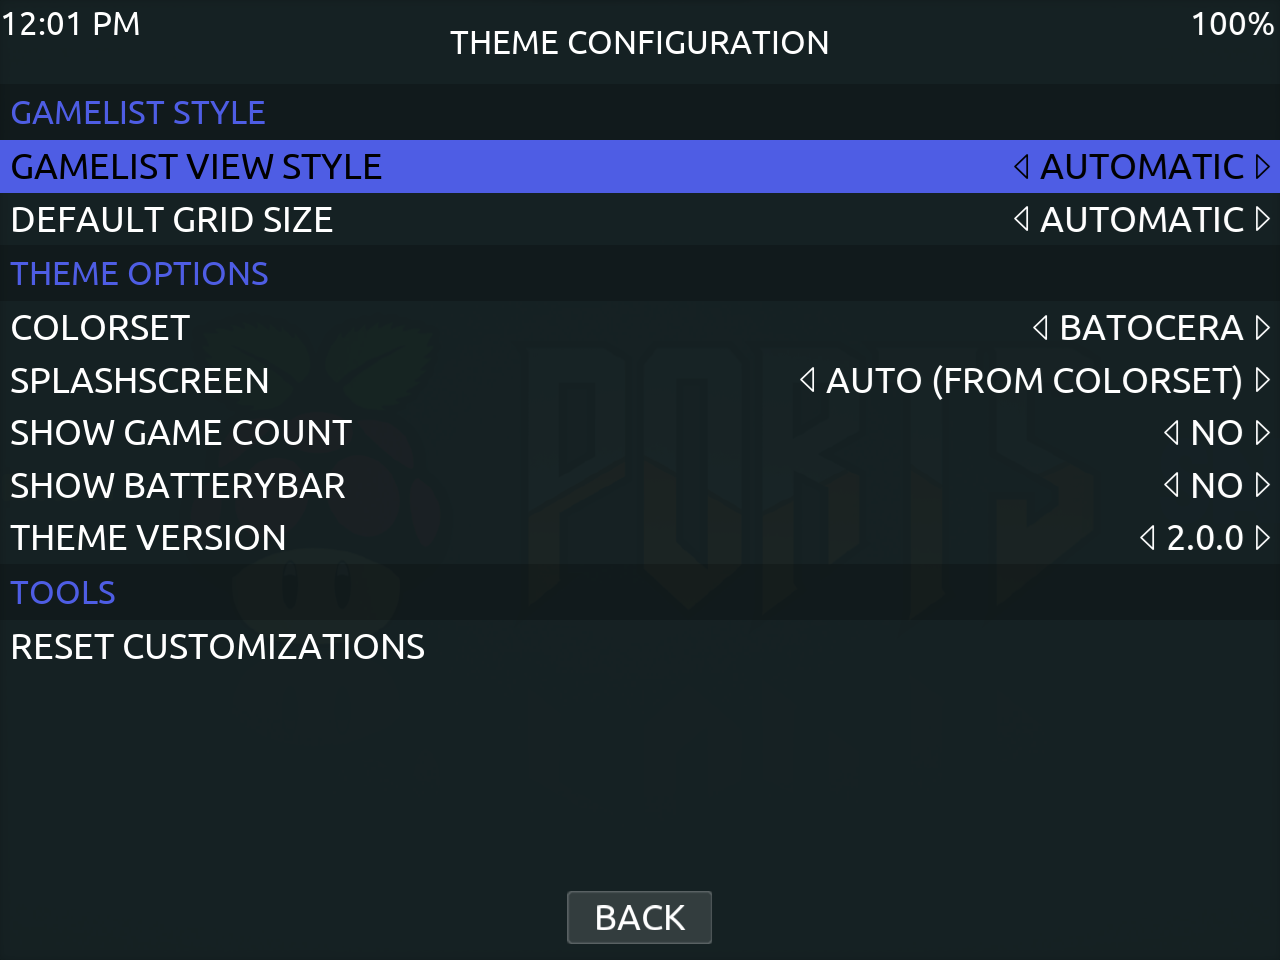 12:01 PM
100%
THEME CONFIGURATION
GAMELIST STYLE
GAMELIST VIEW STYLE AUTOMATIC
DEFAULT GRID SIZE AUTOMATIC
THEME OPTIONS
COLORSET BATOCERA
SPLASHSCREEN AUTO (FROM COLORSET)
SHOW GAME COUNT NO
SHOW BATTERYBAR NO
THEME VERSION 2.0.0
PORTS
TOOLS
RESET CUSTOMIZATIONS
BACK